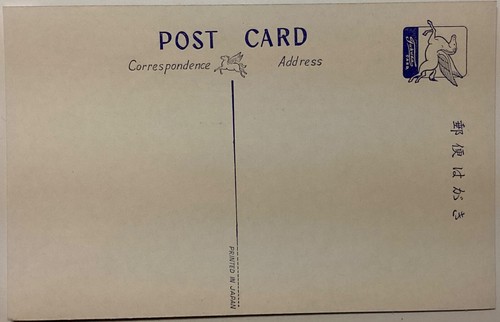 POST CARD
Correspondence
Address
郵便はがき
PRINTED IN JAPAN